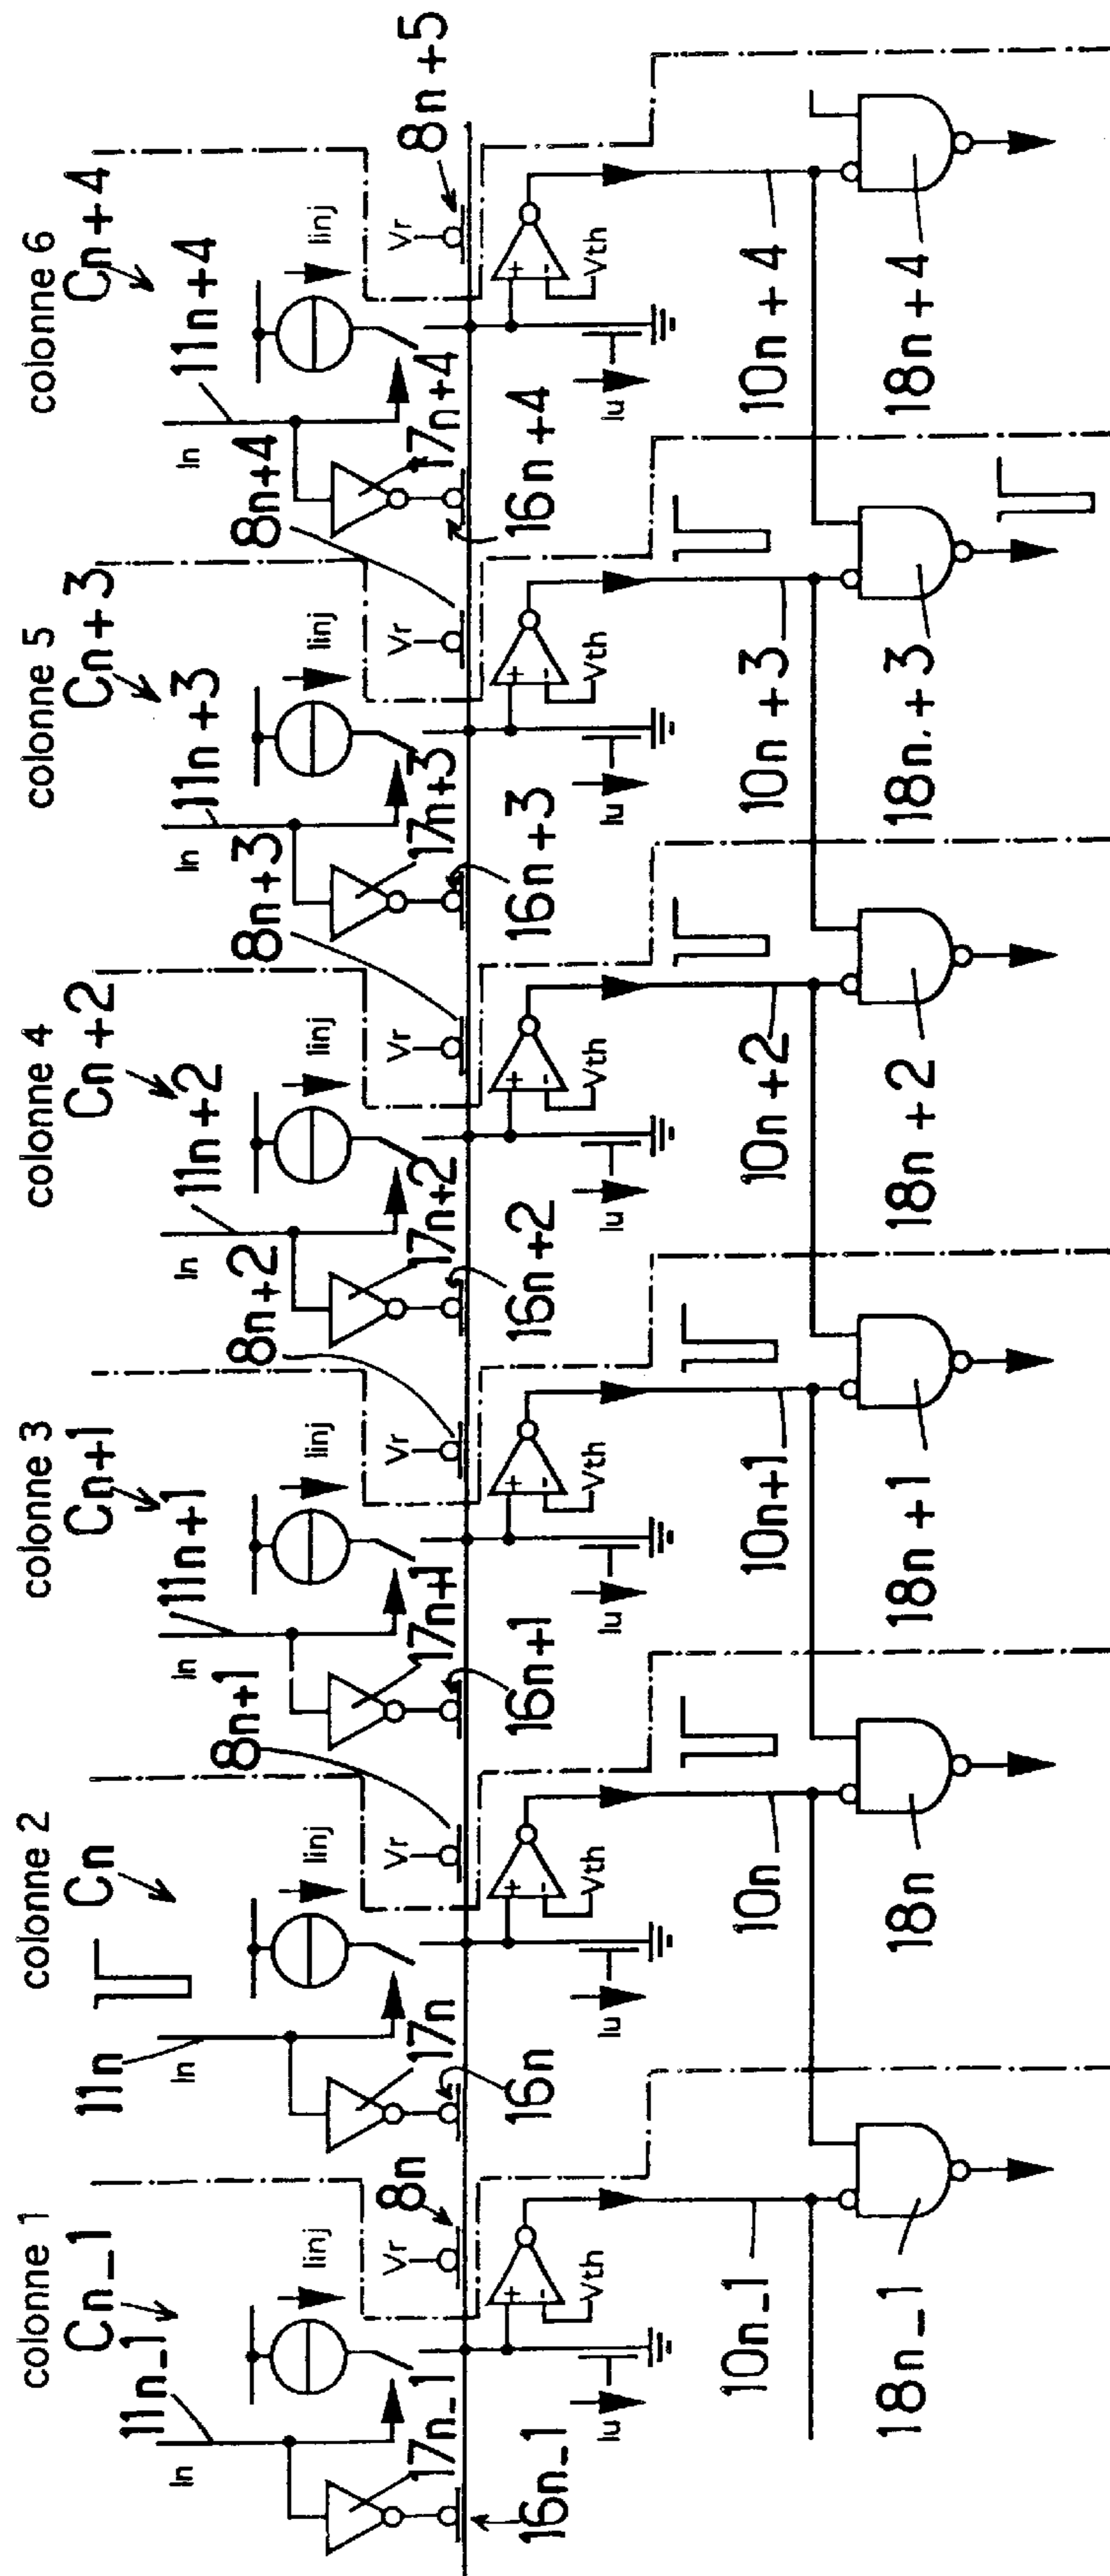 colonne 1
Cn_1
11n_1
In
Iinj
17n_1
16n_1
Vr
8n
Vth
Iu
10n_1
18n_1
colonne 2
Cn
11n
In
Iinj
17n
16n
Vr
8n+1
Vth
Iu
10n
18n
colonne 3
Cn+1
11n+1
In
Iinj
17n+1
16n+1
Vr
8n+2
Vth
Iu
10n+1
18n+1
colonne 4
Cn+2
11n+2
In
Iinj
17n+2
16n+2
Vr
8n+3
Vth
Iu
10n+2
18n+2
colonne 5
Cn+3
11n+3
In
Iinj
17n+3
16n+3
Vr
8n+4
Vth
Iu
10n+3
18n+3
colonne 6
Cn+4
11n+4
In
Iinj
17n+4
16n+4
Vr
8n+5
Vth
Iu
10n+4
18n+4